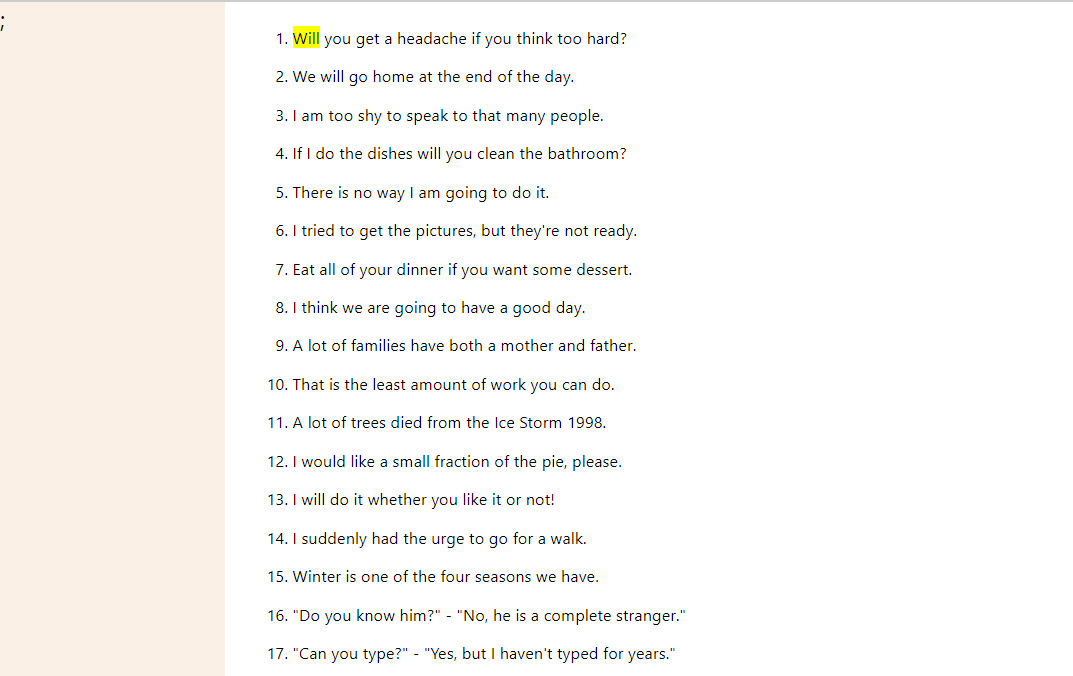 ;
1. Will you get a headache if you think too hard?
2. We will go home at the end of the day.
3. I am too shy to speak to that many people.
4. If I do the dishes will you clean the bathroom?
5. There is no way I am going to do it.
6. I tried to get the pictures, but they're not ready.
7. Eat all of your dinner if you want some dessert.
8. I think we are going to have a good day.
9. A lot of families have both a mother and father.
10. That is the least amount of work you can do.
11. A lot of trees died from the Ice Storm 1998.
12. I would like a small fraction of the pie, please.
13. I will do it whether you like it or not!
14. I suddenly had the urge to go for a walk.
15. Winter is one of the four seasons we have.
16. "Do you know him?" - "No, he is a complete stranger."
17. "Can you type?" - "Yes, but I haven't typed for years."